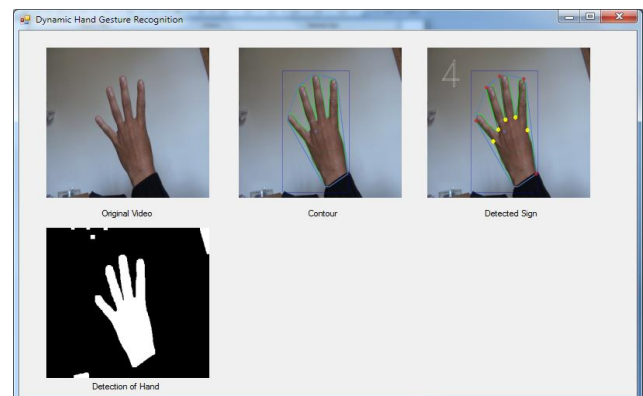 Dynamic Hand Gesture Recognition
4
Original Video
Contour
Detected Sign
Detection of Hand